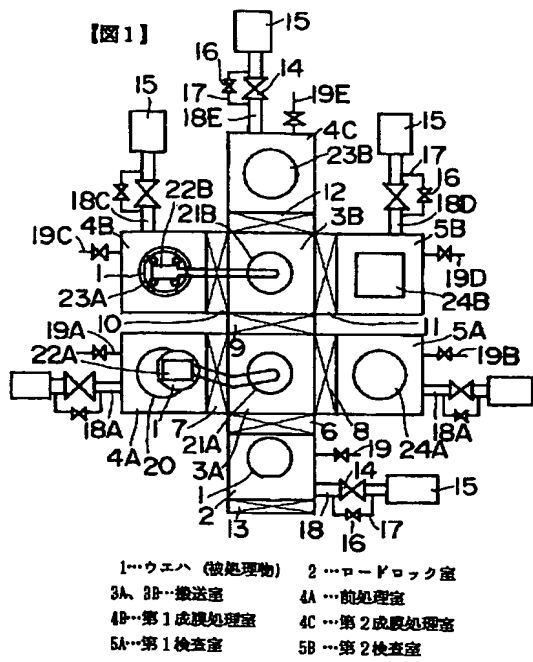 【図1】
15
16
14
17
19E
18E
4C
15
23B
15
17
16
12
18C
22B
21B
3B
18D
4B
5B
19C
1
23A
19D
24B
10
9
11
5A
19A
22A
19B
18A
1
7
21A
3A
6
8
24A
18A
4A
20
19
1
2
14
15
13
18
16
17
1…ウエハ (被処理物) 2…ロードロック室
3A、3B…搬送室 4A…前処理室
4B…第1成膜処理室 4C…第2成膜処理室
5A…第1検査室 5B…第2検査室